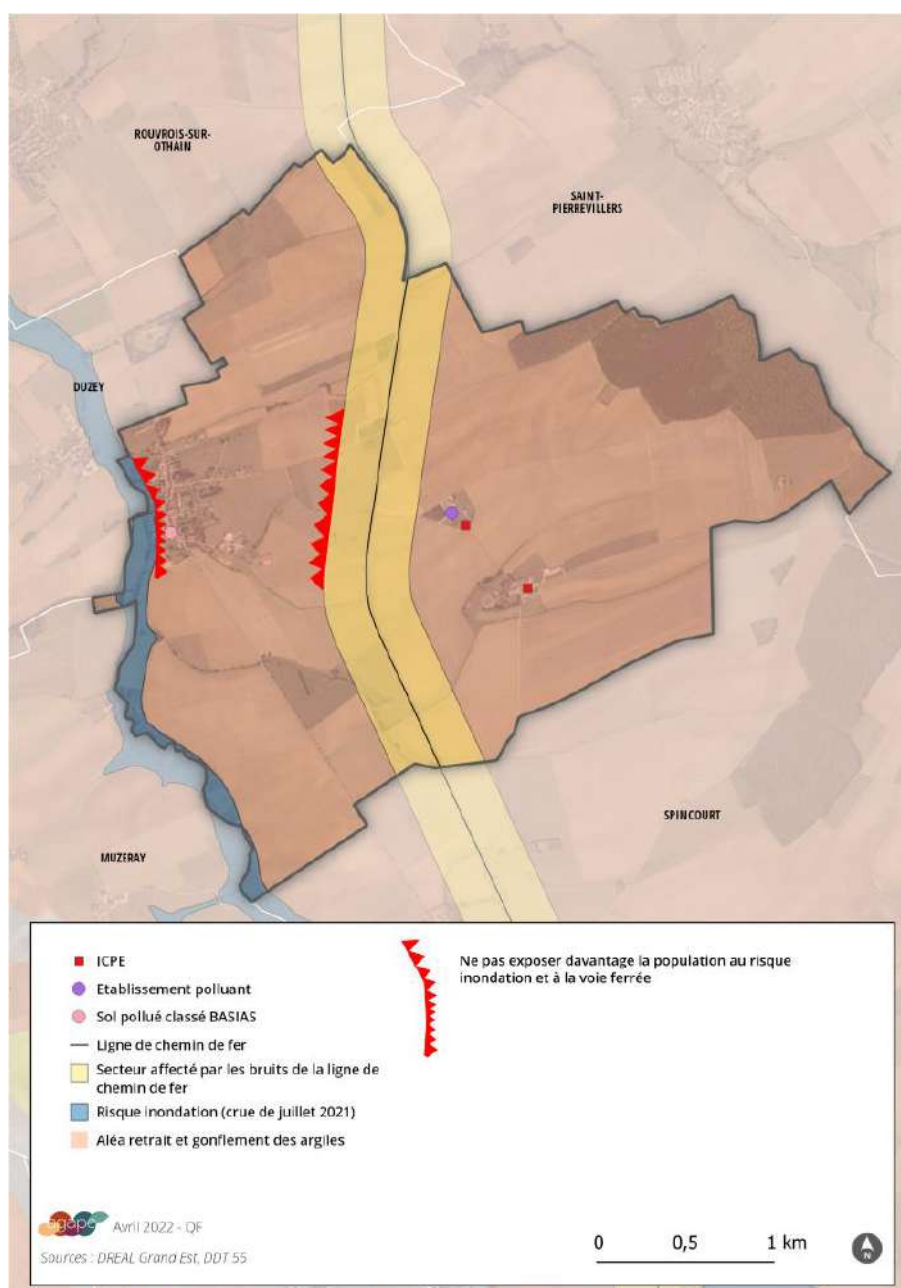 ROUVROIS-SUR-
OTHAIN
SAINT-
PIERREVILLERS
DUZEY
SPINCOURT
MUZERAY
ICPE
Etablissement polluant
Sol pollué classé BASIAS
Ligne de chemin de fer
Secteur affecté par les bruits de la ligne de
chemin de fer
Risque inondation (crue de juillet 2021)
Aléa retrait et gonflement des argiles
Ne pas exposer davantage la population au risque
inondation et à la voie ferrée
agape Avril 2022 - QF
Sources : DREAL Grand Est, DDT 55
0 0,5 1 km
N